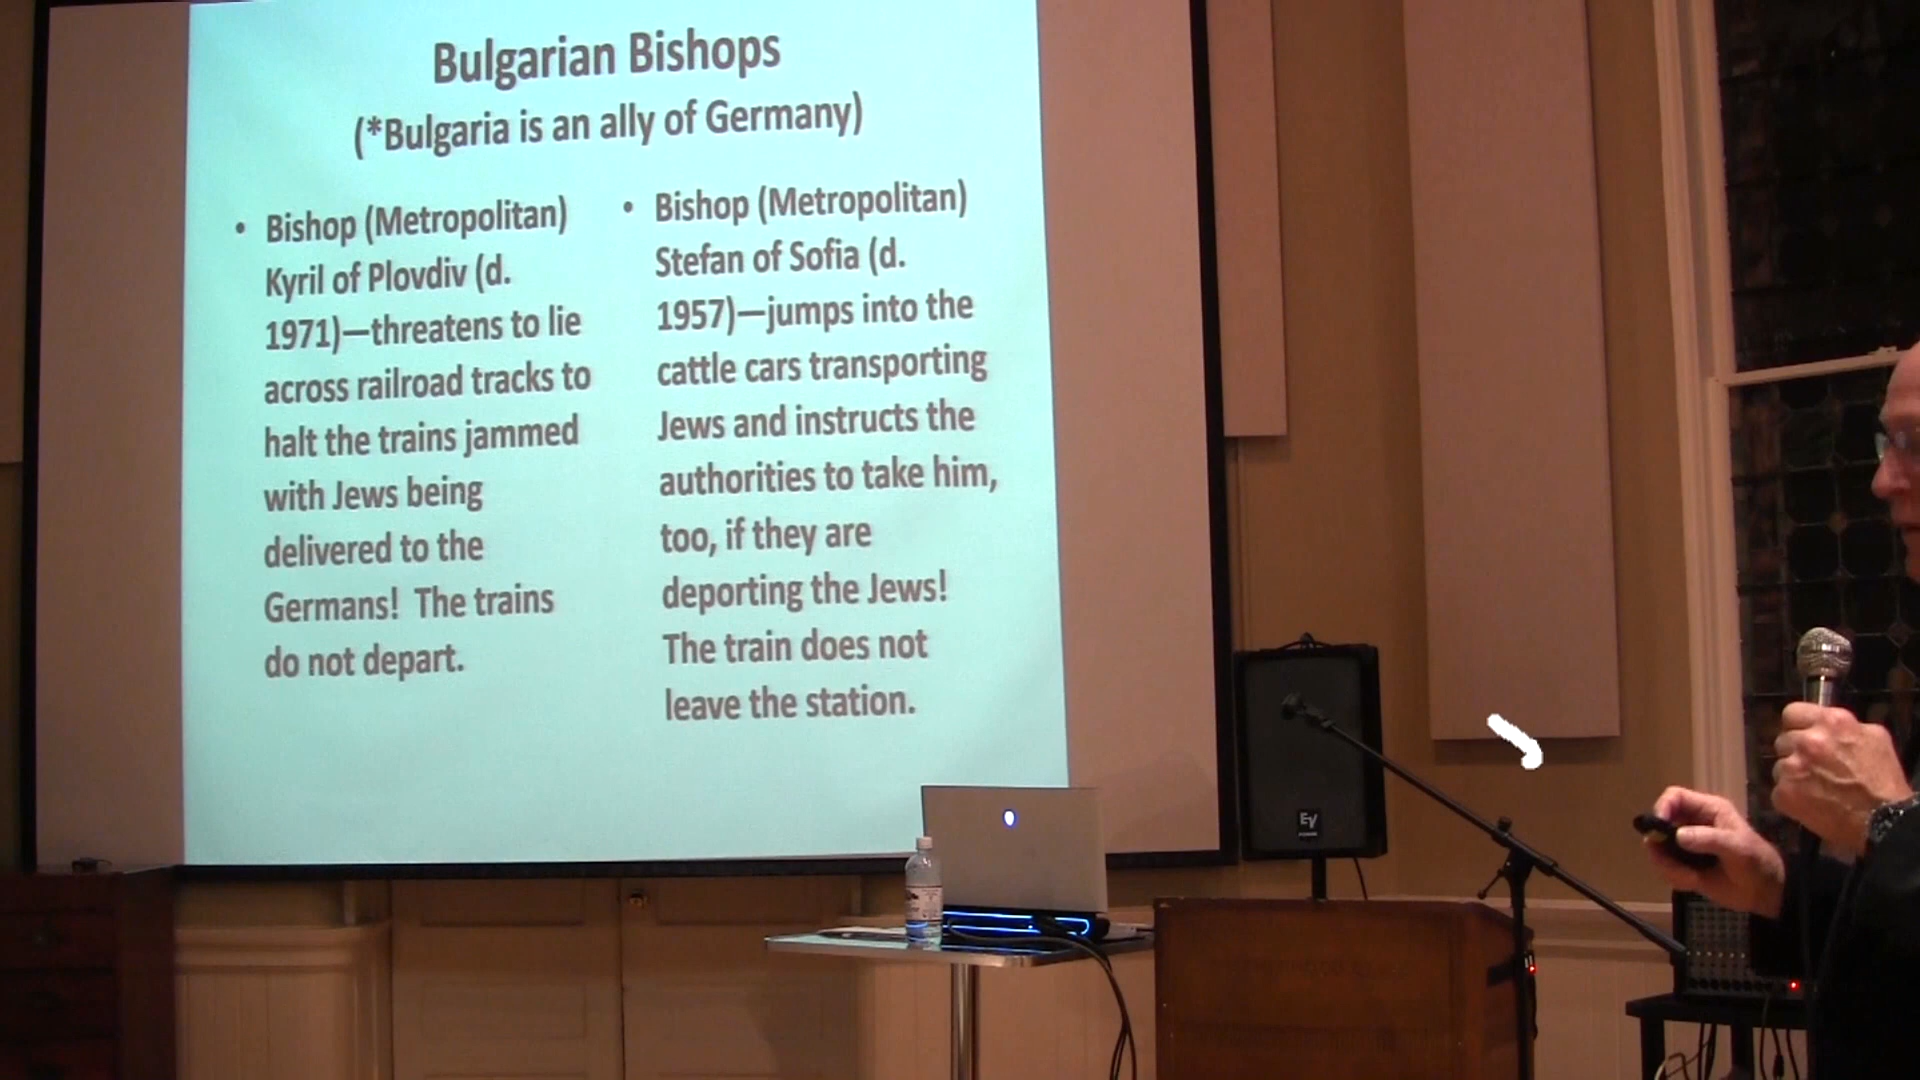 Bulgarian Bishops
(*Bulgaria is an ally of Germany)
• Bishop (Metropolitan)
Kyril of Plovdiv (d.
1971)—threatens to lie
across railroad tracks to
halt the trains jammed
with Jews being
delivered to the
Germans!  The trains
do not depart.
• Bishop (Metropolitan)
Stefan of Sofia (d.
1957)—jumps into the
cattle cars transporting
Jews and instructs the
authorities to take him,
too, if they are
deporting the Jews!
The train does not
leave the station.
EV